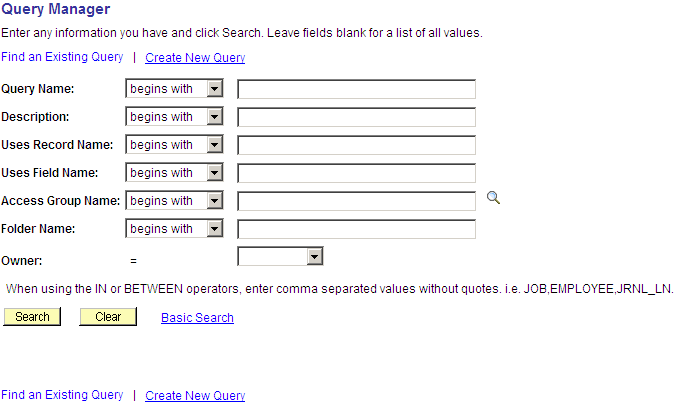 Query Manager
Enter any information you have and click Search. Leave fields blank for a list of all values.
Find an Existing Query | Create New Query
Query Name: begins with
Description: begins with
Uses Record Name: begins with
Uses Field Name: begins with
Access Group Name: begins with
Folder Name: begins with
Owner: =
When using the IN or BETWEEN operators, enter comma separated values without quotes. i.e. JOB,EMPLOYEE,JRNL_LN.
Search Clear Basic Search
Find an Existing Query | Create New Query